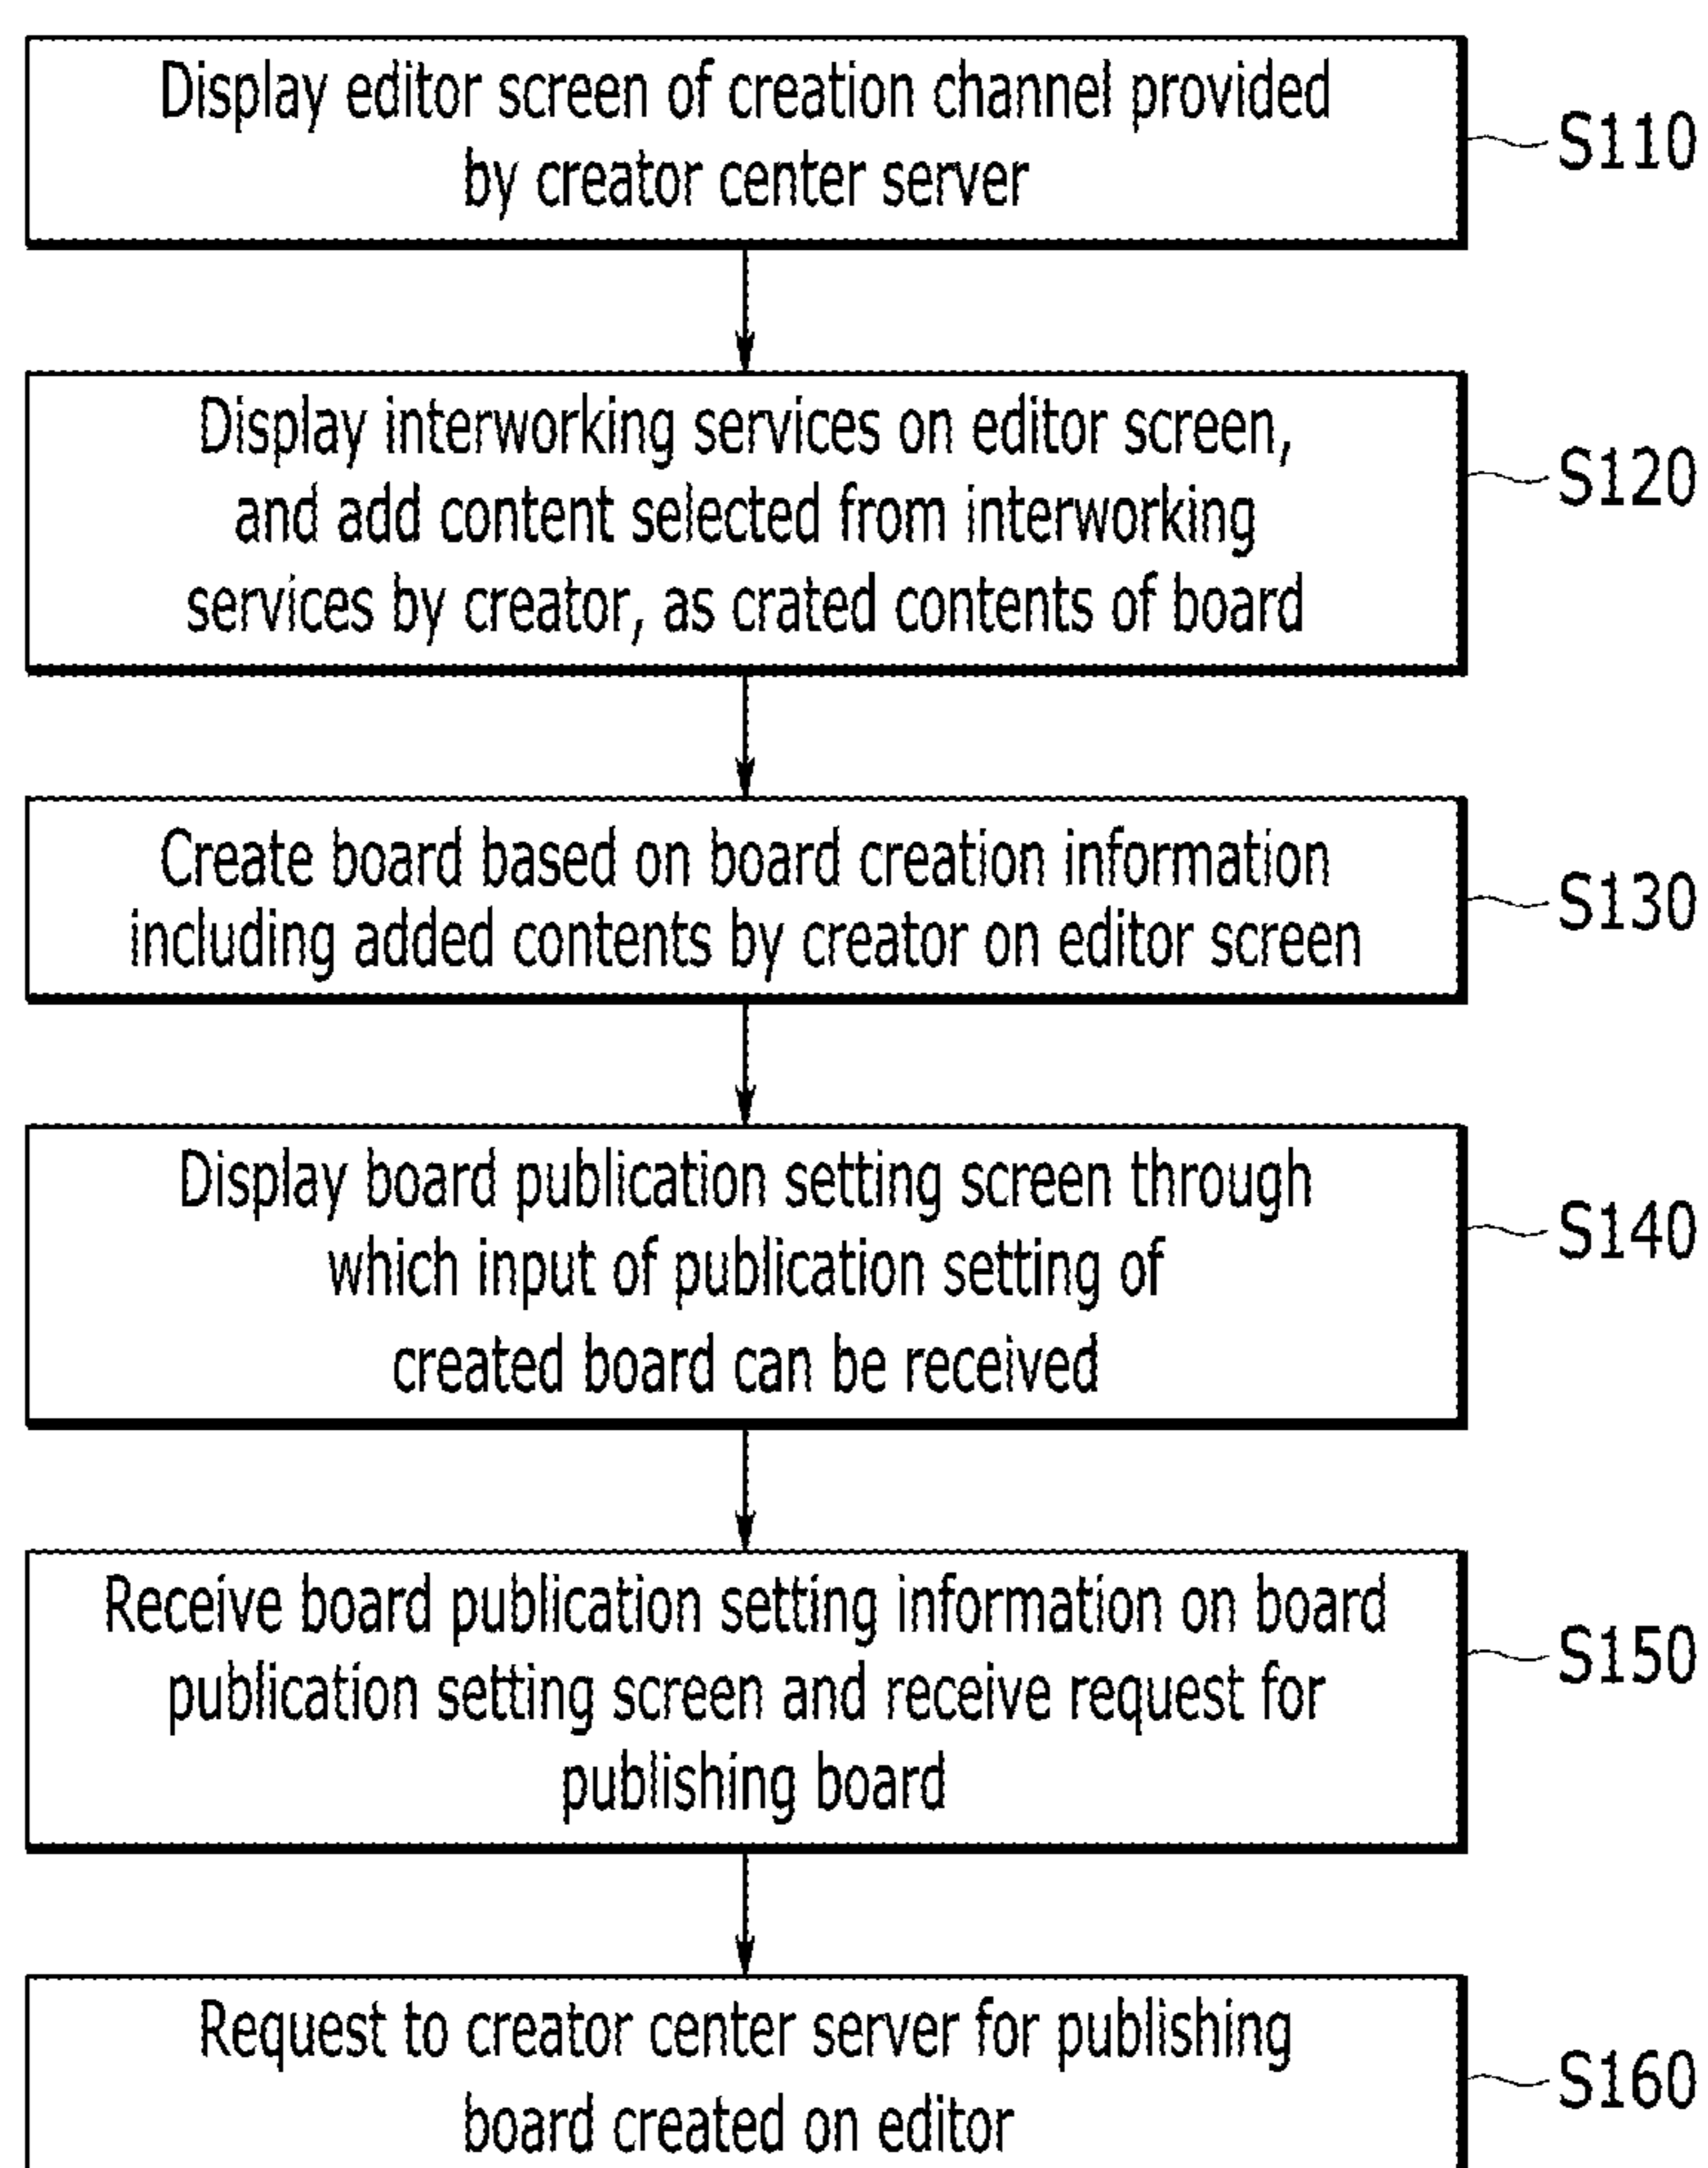 Display editor screen of creation channel provided
by creator center server
S110
Display interworking services on editor screen,
and add content selected from interworking
services by creator, as crated contents of board
S120
Create board based on board creation information
including added contents by creator on editor screen
S130
Display board publication setting screen through
which input of publication setting of
created board can be received
S140
Receive board publication setting information on board
publication setting screen and receive request for
publishing board
S150
Request to creator center server for publishing
board created on editor
S160